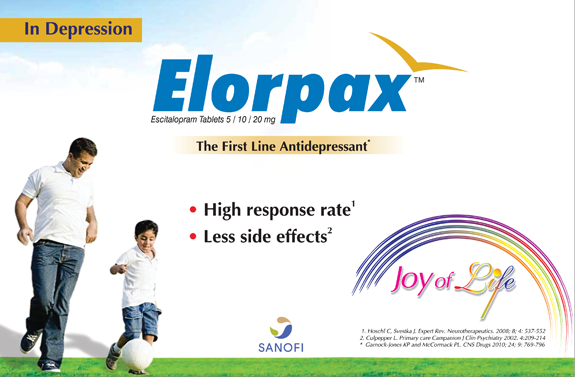 In Depression
Elorpax™
Escitalopram Tablets 5 / 10 / 20 mg
The First Line Antidepressant*
• High response rate1
• Less side effects2
Joy of Life
SANOFI
1. Hoschl C, Svestka J. Expert Rev. Neurotherapeutics, 2008; 8; 4: 537-552
2. Culpepper L. Primary care Campanion J Clin Psychiatry 2002, 4;209-214
* Garnock-Jones KP and McCormack PL. CNS Drugs 2010; 24; 9: 769-796